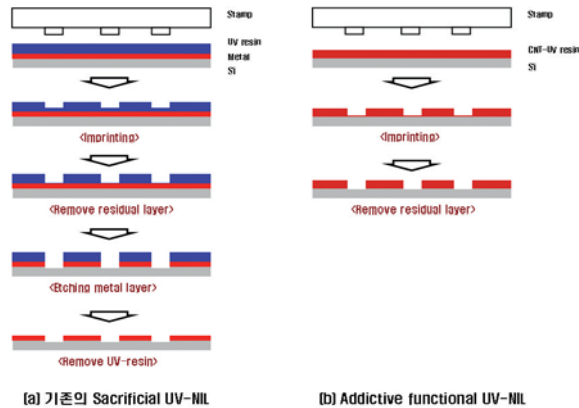 Stamp
UV resin
Metal
Si
<Imprinting>
<Remove residual layer>
<Etching metal layer>
<Remove UV-resin>
(a) 기존의 Sacrificial UV-NIL
Stamp
CNT-UV resin
Si
<Imprinting>
<Remove residual layer>
(b) Addictive functional UV-NIL